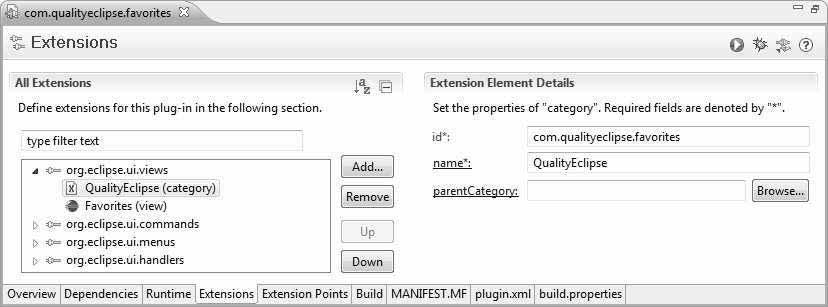 com.qualityeclipse.favorites
Extensions
All Extensions
Define extensions for this plug-in in the following section.
type filter text
org.eclipse.ui.views
QualityEclipse (category)
Favorites (view)
org.eclipse.ui.commands
org.eclipse.ui.menus
org.eclipse.ui.handlers
Add...
Remove
Up
Down
Extension Element Details
Set the properties of "category". Required fields are denoted by "*".
id*: com.qualityeclipse.favorites
name*: QualityEclipse
parentCategory: Browse...
Overview Dependencies Runtime Extensions Extension Points Build MANIFEST.MF plugin.xml build.properties